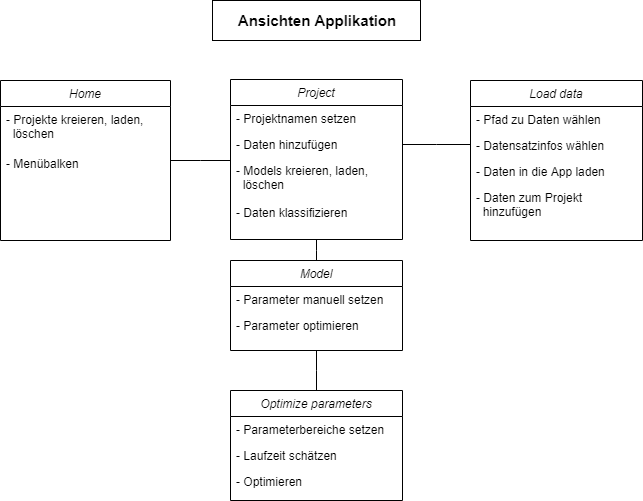 Ansichten Applikation
Home
- Projekte kreieren, laden,
löschen
- Menübalken
Project
- Projektnamen setzen
- Daten hinzufügen
- Models kreieren, laden,
löschen
- Daten klassifizieren
Load data
- Pfad zu Daten wählen
- Datensatzinfos wählen
- Daten in die App laden
- Daten zum Projekt
hinzufügen
Model
- Parameter manuell setzen
- Parameter optimieren
Optimize parameters
- Parameterbereiche setzen
- Laufzeit schätzen
- Optimieren